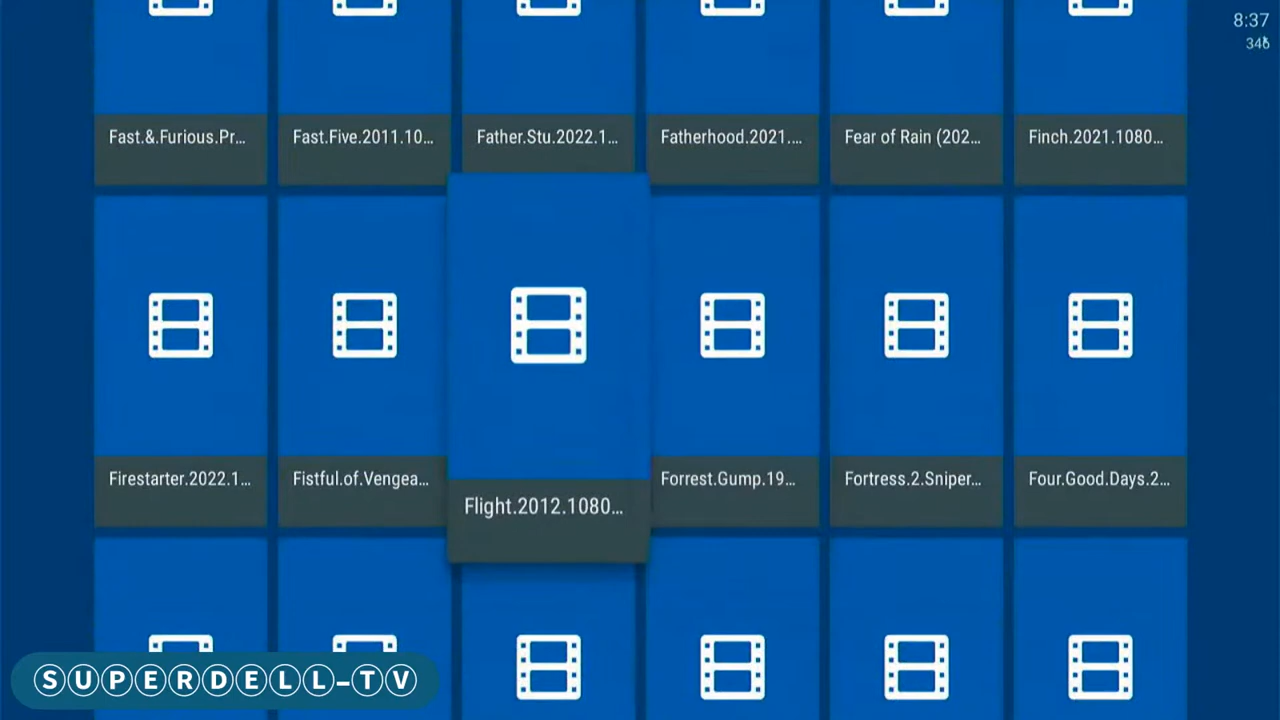 8:37
Fast.&.Furious.Pr...
Fast.Five.2011.10...
Father.Stu.2022.1...
Fatherhood.2021....
Fear of Rain (202...
Finch.2021.1080...
Firestarter.2022.1...
Fistful.of.Vengea...
Flight.2012.1080...
Forrest.Gump.19...
Fortress.2.Sniper...
Four.Good.Days.2...
ⓈⓊⓅⒺⓇⒹⒺⓁⓁ-ⓉⓋ